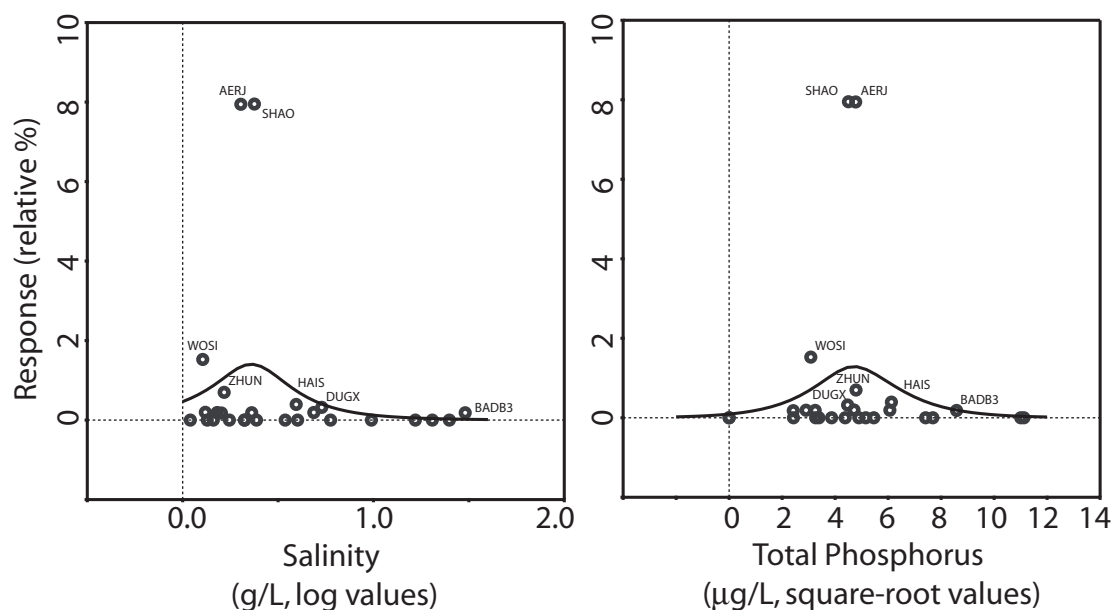 Response (relative %)
10
8
6
4
2
0
AERJ
SHAO
WOSI
ZHUN
HAIS
DUGX
BADB3
0.0
1.0
2.0
Salinity
(g/L, log values)
10
8
6
4
2
0
SHAO
AERJ
WOSI
ZHUN
HAIS
DUGX
BADB3
0
2
4
6
8
10
12
14
Total Phosphorus
(µg/L, square-root values)